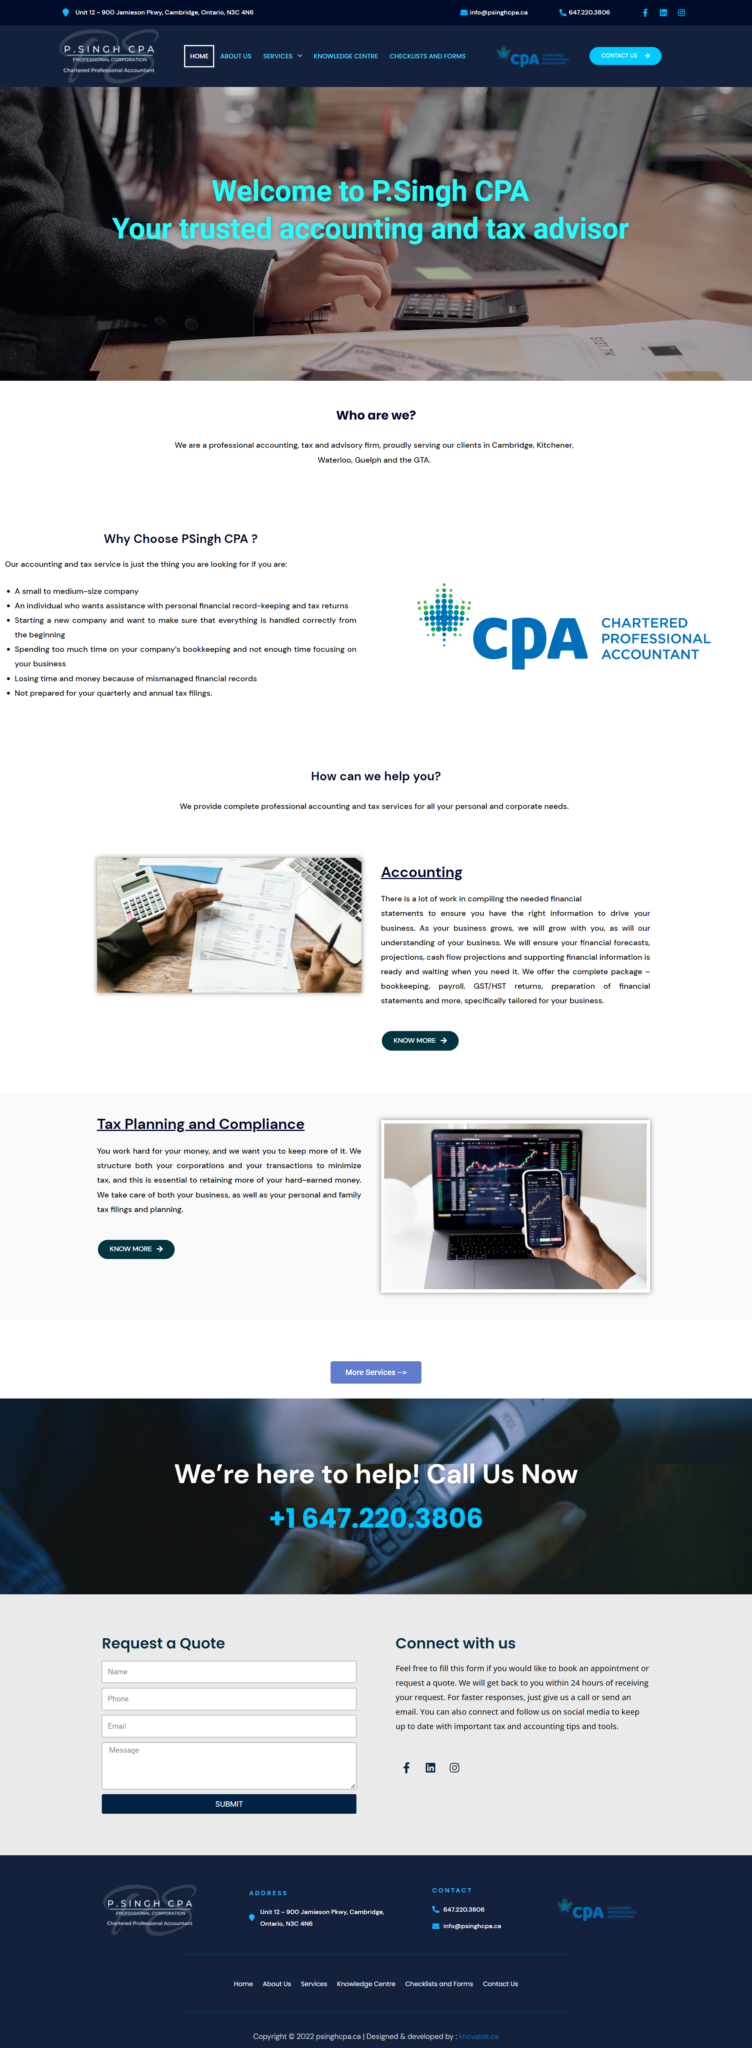 Unit 12 - 900 Jamieson Pkwy, Cambridge, Ontario, N3C 4N6
info@psinghcpa.ca
647.220.3806
P.SINGH CPA
PROFESSIONAL CORPORATION
Chartered Professional Accountant
HOME
ABOUT US
SERVICES
KNOWLEDGE CENTRE
CHECKLISTS AND FORMS
CPA
CHARTERED
PROFESSIONAL
ACCOUNTANT
CONTACT US
Welcome to P.Singh CPA
Your trusted accounting and tax advisor
Who are we?
We are a professional accounting, tax and advisory firm, proudly serving our clients in Cambridge, Kitchener,
Waterloo, Guelph and the GTA.
Why Choose PSingh CPA ?
Our accounting and tax service is just the thing you are looking for if you are:
A small to medium-size company
An individual who wants assistance with personal financial record-keeping and tax returns
Starting a new company and want to make sure that everything is handled correctly from
the beginning
Spending too much time on your company's bookkeeping and not enough time focusing on
your business
Losing time and money because of mismanaged financial records
Not prepared for your quarterly and annual tax filings.
CPA
CHARTERED
PROFESSIONAL
ACCOUNTANT
How can we help you?
We provide complete professional accounting and tax services for all your personal and corporate needs.
Accounting
There is a lot of work in compiling the needed financial
statements to ensure you have the right information to drive your
business. As your business grows, we will grow with you, as will our
understanding of your business. We will ensure your financial forecasts,
projections, cash flow projections and supporting financial information is
ready and waiting when you need it. We offer the complete package –
bookkeeping, payroll, GST/HST returns, preparation of financial
statements and more, specifically tailored for your business.
KNOW MORE
Tax Planning and Compliance
You work hard for your money, and we want you to keep more of it. We
structure both your corporations and your transactions to minimize
tax, and this is essential to retaining more of your hard-earned money.
We take care of both your business, as well as your personal and family
tax filings and planning.
KNOW MORE
More Services -->
We're here to help! Call Us Now
+1 647.220.3806
Request a Quote
Name
Phone
Email
Message
SUBMIT
Connect with us
Feel free to fill this form if you would like to book an appointment or
request a quote. We will get back to you within 24 hours of receiving
your request. For faster responses, just give us a call or send an
email. You can also connect and follow us on social media to keep
up to date with important tax and accounting tips and tools.
P.SINGH CPA
PROFESSIONAL CORPORATION
Chartered Professional Accountant
ADDRESS
Unit 12 - 900 Jamieson Pkwy, Cambridge,
Ontario, N3C 4N6
CONTACT
647.220.3806
info@psinghcpa.ca
CPA
CHARTERED
PROFESSIONAL
ACCOUNTANT
Home
About Us
Services
Knowledge Centre
Checklists and Forms
Contact Us
Copyright © 2022 psinghcpa.ca | Designed & developed by : knovatek.ca